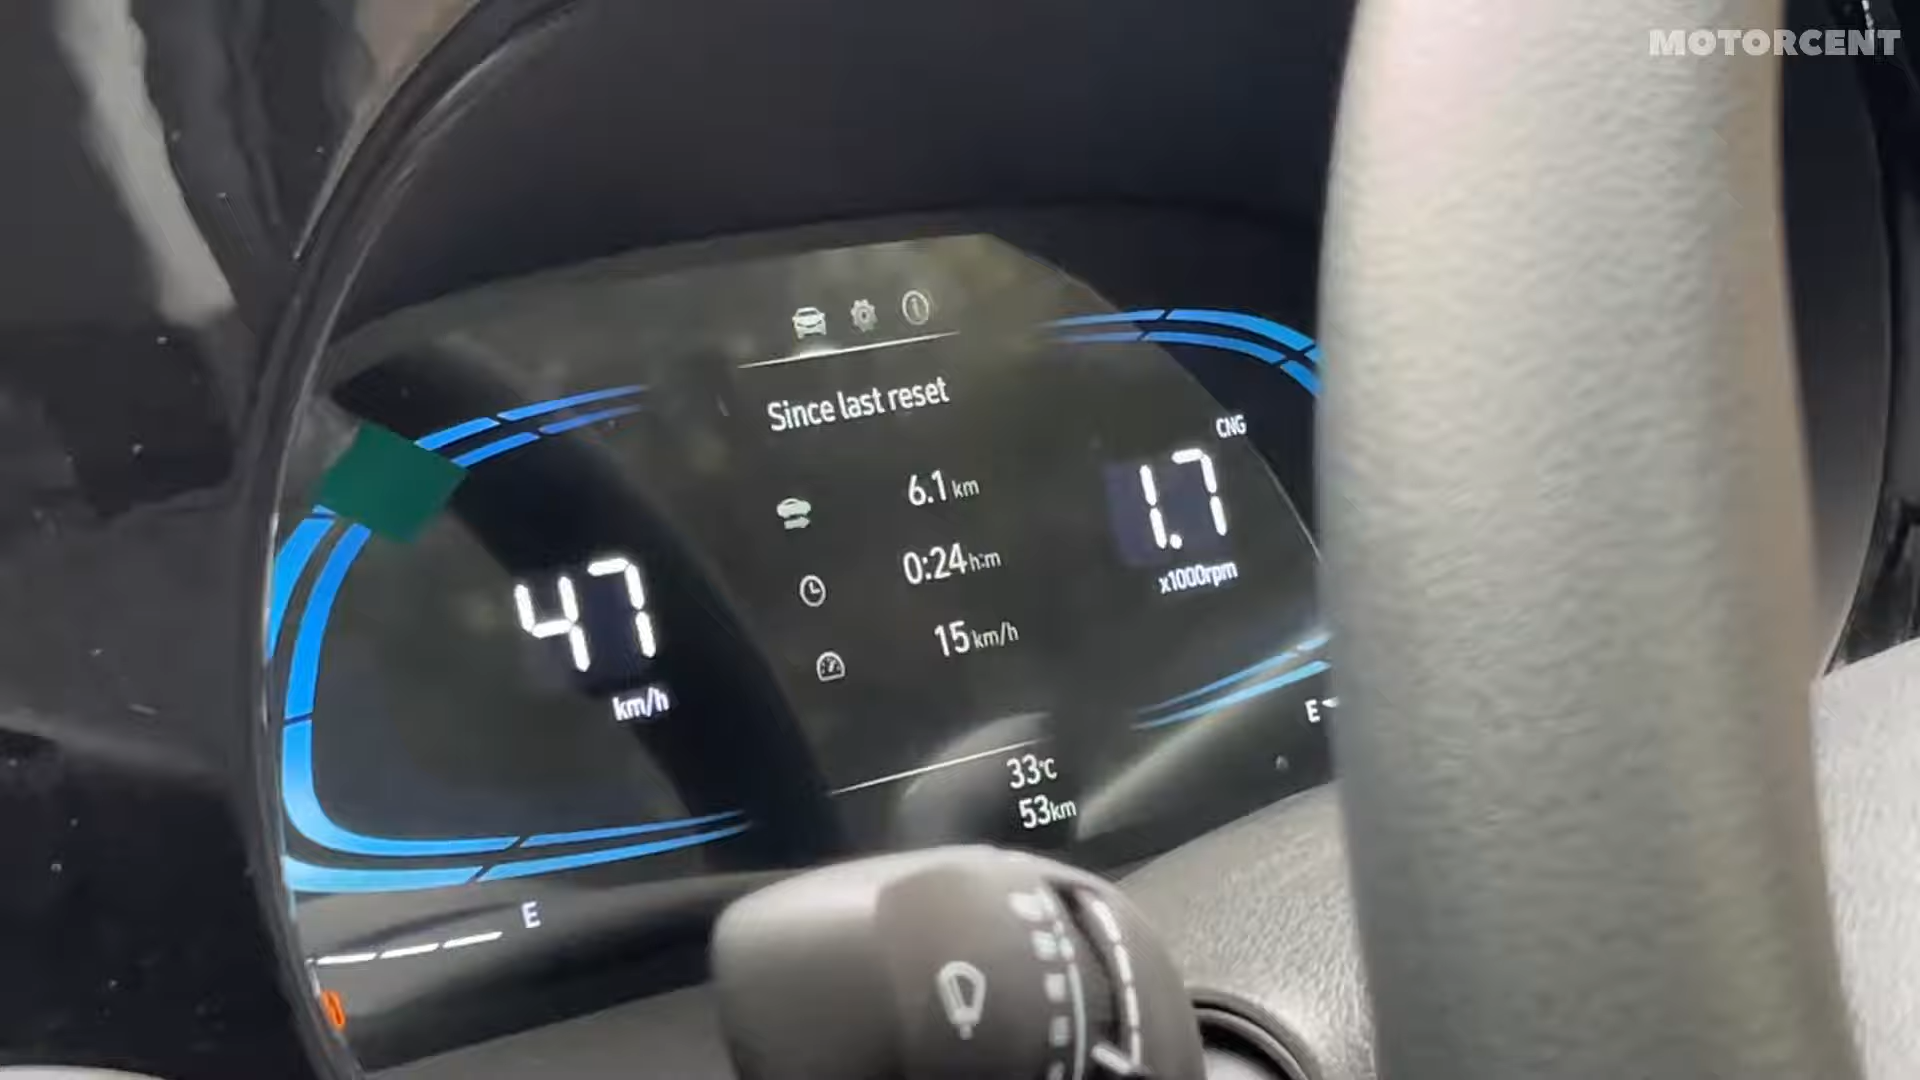 MOTORCENT
Since last reset
6.1 km
0:24 h:m
15 km/h
47
km/h
CNG
1.7
x1000rpm
E
33°C
53km
E